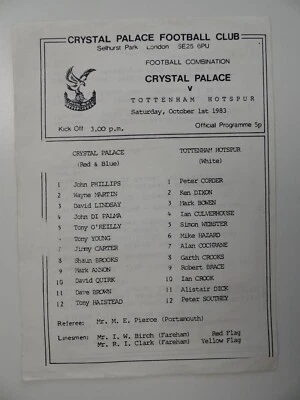 CRYSTAL PALACE FOOTBALL CLUB
Selhurst Park London SE25 6PU
FOOTBALL COMBINATION
CRYSTAL PALACE
v
TOTTENHAM HOTSPUR
Saturday, October 1st 1983
Kick Off 3.00 p.m. Official Programme 5p
CRYSTAL PALACE TOTTENHAM HOTSPUR
(Red & Blue) (White)
1 John PHILLIPS 1 Peter CORDER
2 Wayne MARTIN 2 Ken DIXON
3 David LINDSAY 3 Mark BOWEN
4 John DI PALMA 4 Ian CULVERHOUSE
5 Tony O'REILLY 5 Simon WEBSTER
Tony YOUNG 6 Mike HAZARD
7 Jimmy CARTER 7 Alan COCHRANE
8 Shaun BROOKS 8 Garth CROOKS
9 Mark 9 Robert BRACE
10 David QUIRK 10 Ian CROOK
11 Dave BROWN 11 Alistair DICK
12 Tony HAISTEAD 12 Peter SOUTHEY
Referee: Mr. M. E. Pierce (Portsmouth)
Linesmen: Mr. I. W. Birch (Fareham) Red Flag
Mr. R. I. Clark (Fareham) Yellow Flag